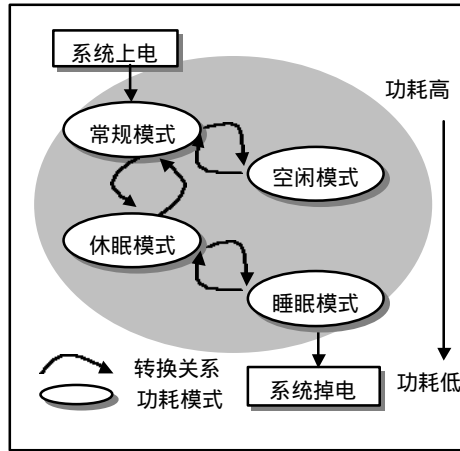 系统上电
功耗高
常规模式
空闲模式
休眠模式
睡眠模式
转换关系
功耗模式
系统掉电
功耗低